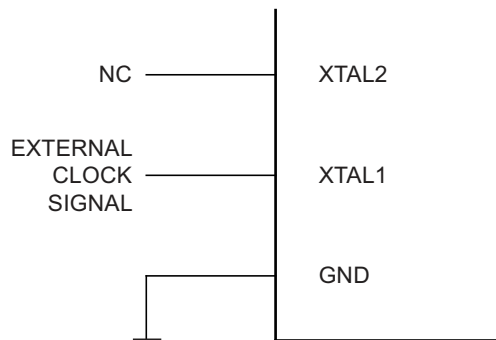 NC
XTAL2
EXTERNAL
CLOCK
SIGNAL
XTAL1
GND